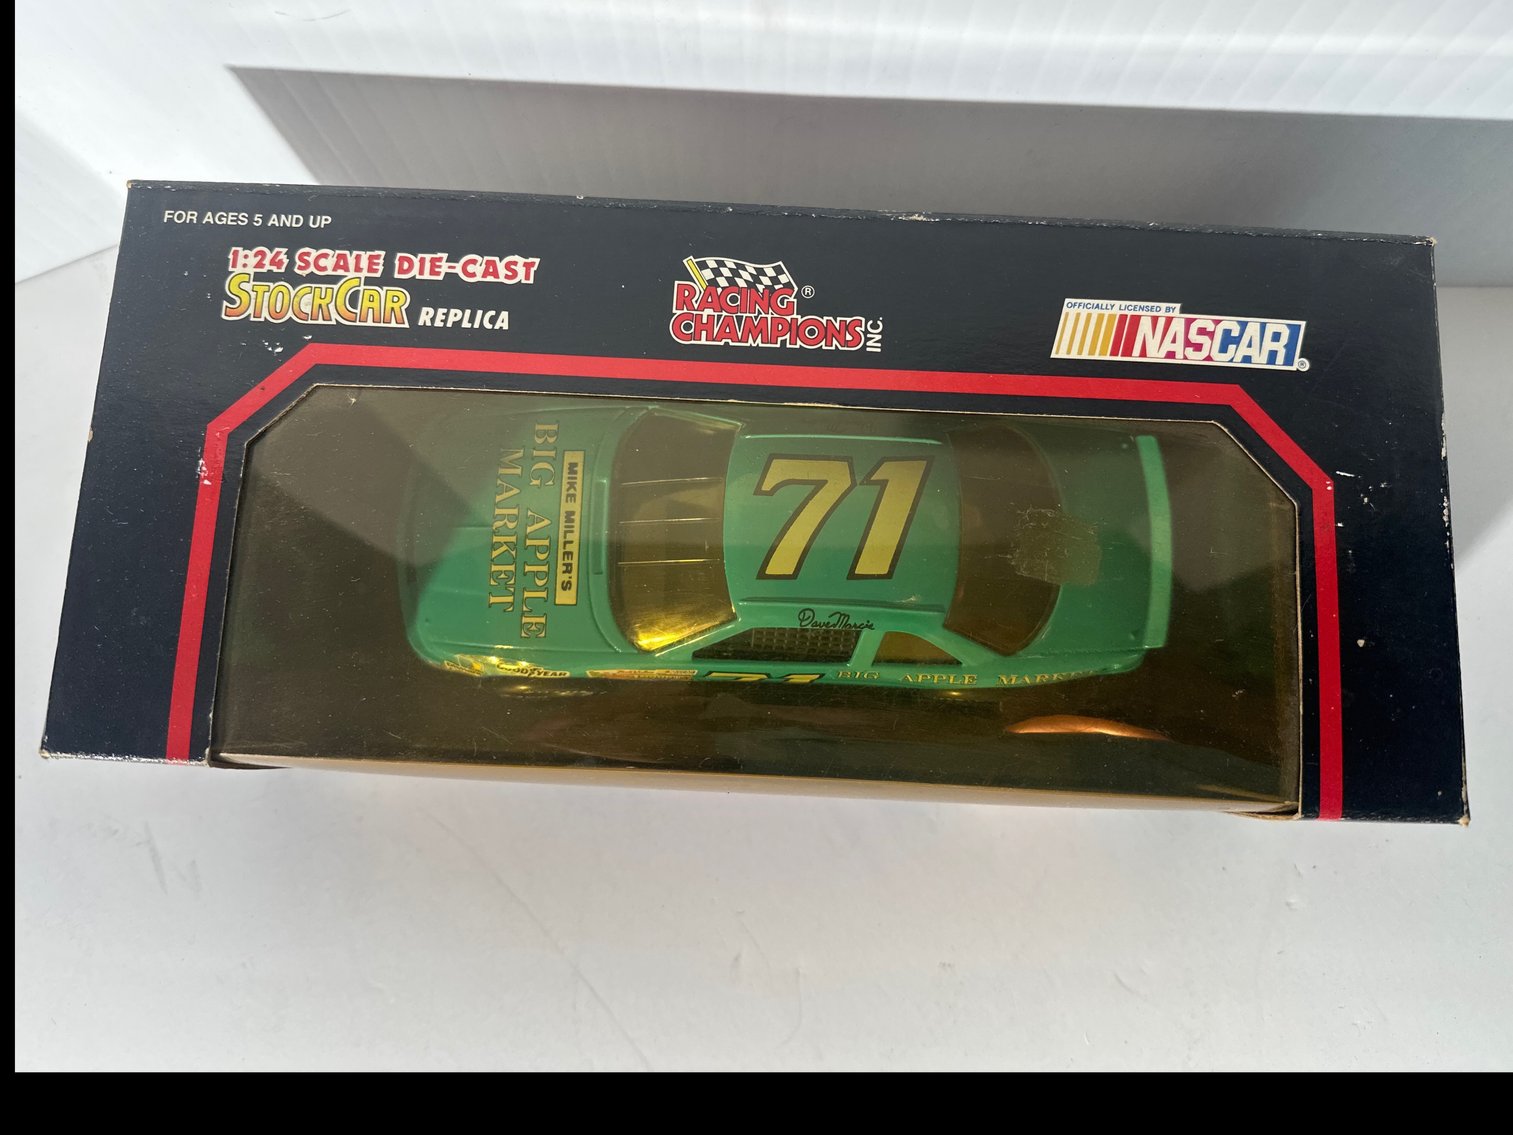 FOR AGES 5 AND UP
1:24 SCALE DIE-CAST
STOCKCAR REPLICA
RACING ®
CHAMPIONS INC.
OFFICIALLY LICENSED BY
NASCAR ®
MIKE MILLER'S
BIG APPLE
MARKET
71
Dave Marcis
GOODYEAR
71
BIG APPLE MARKET